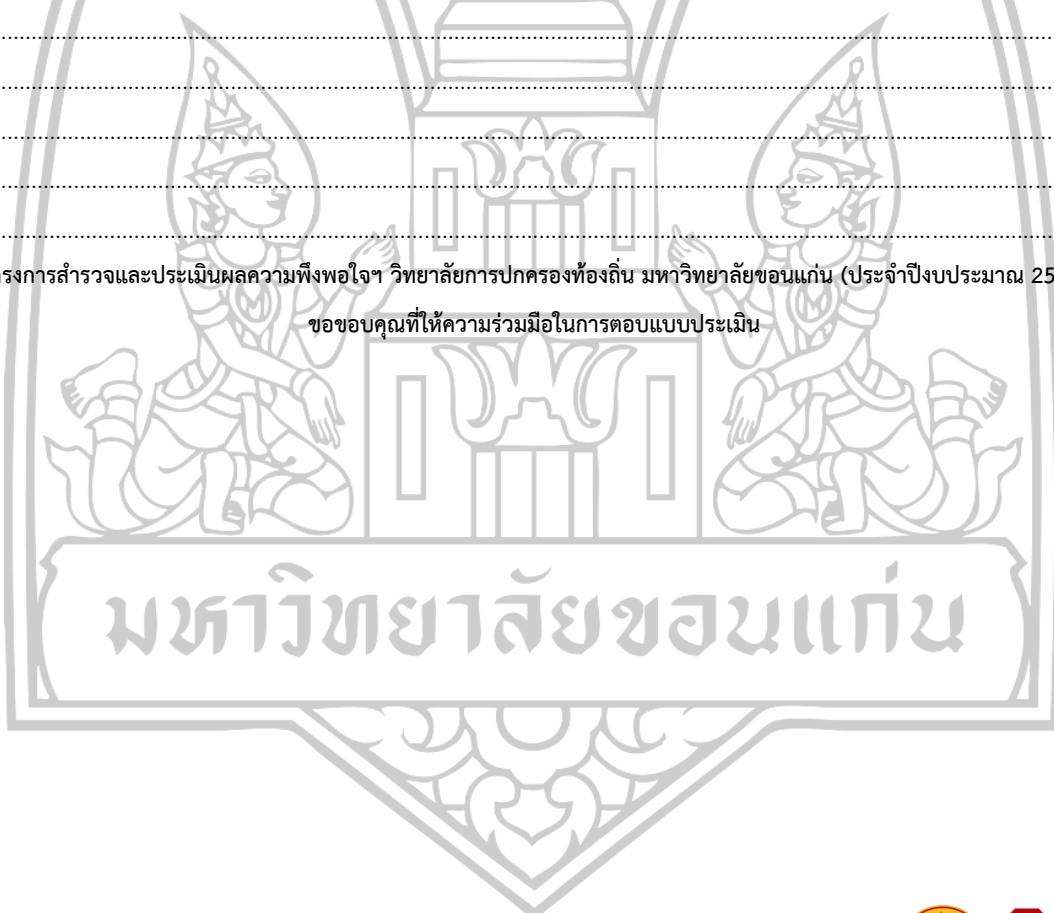 รงการสำรวจและประเมินผลความพึงพอใจฯ วิทยาลัยการปกครองท้องถิ่น มหาวิทยาลัยขอนแก่น (ประจำปีงบประมาณ 25
ขอขอบคุณที่ให้ความร่วมมือในการตอบแบบประเมิน
มหาวิทยาลัยขอนแก่น